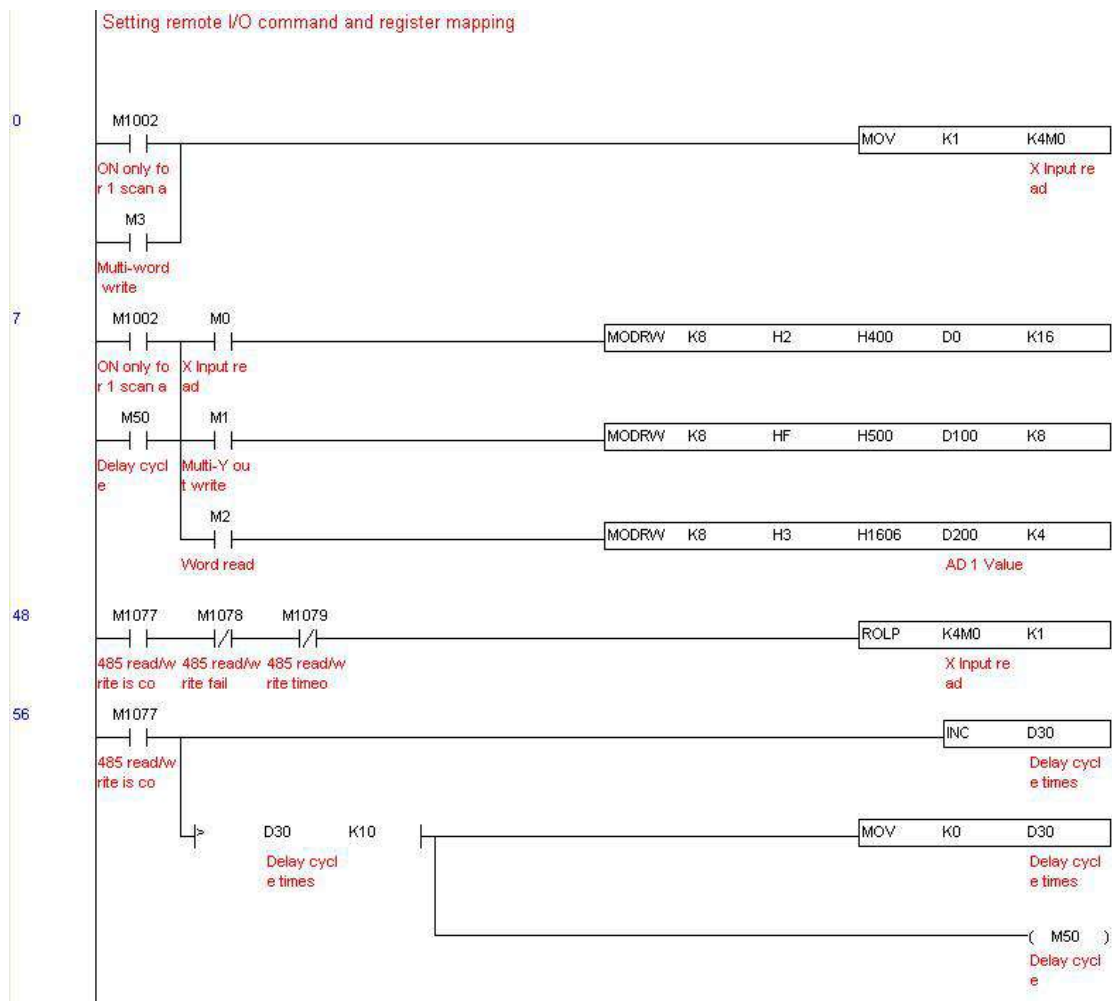 Setting remote I/O command and register mapping
0
M1002
MOV K1 K4M0
ON only fo
r 1 scan a
X Input re
ad
M3
Multi-word
write
7
M1002 M0
MODRW K8 H2 H400 D0 K16
ON only fo
r 1 scan a
X Input re
ad
M50 M1
MODRW K8 HF H500 D100 K8
Delay cycl
e
Multi-Y ou
t write
M2
MODRW K8 H3 H1606 D200 K4
Word read
AD 1 Value
48
M1077 M1078 M1079
ROLP K4M0 K1
485 read/w
rite is co
485 read/w
rite fail
485 read/w
rite timeo
X Input re
ad
56
M1077
INC D30
485 read/w
rite is co
Delay cycl
e times
> D30 K10
MOV K0 D30
Delay cycl
e times
Delay cycl
e times
( M50 )
Delay cycl
e